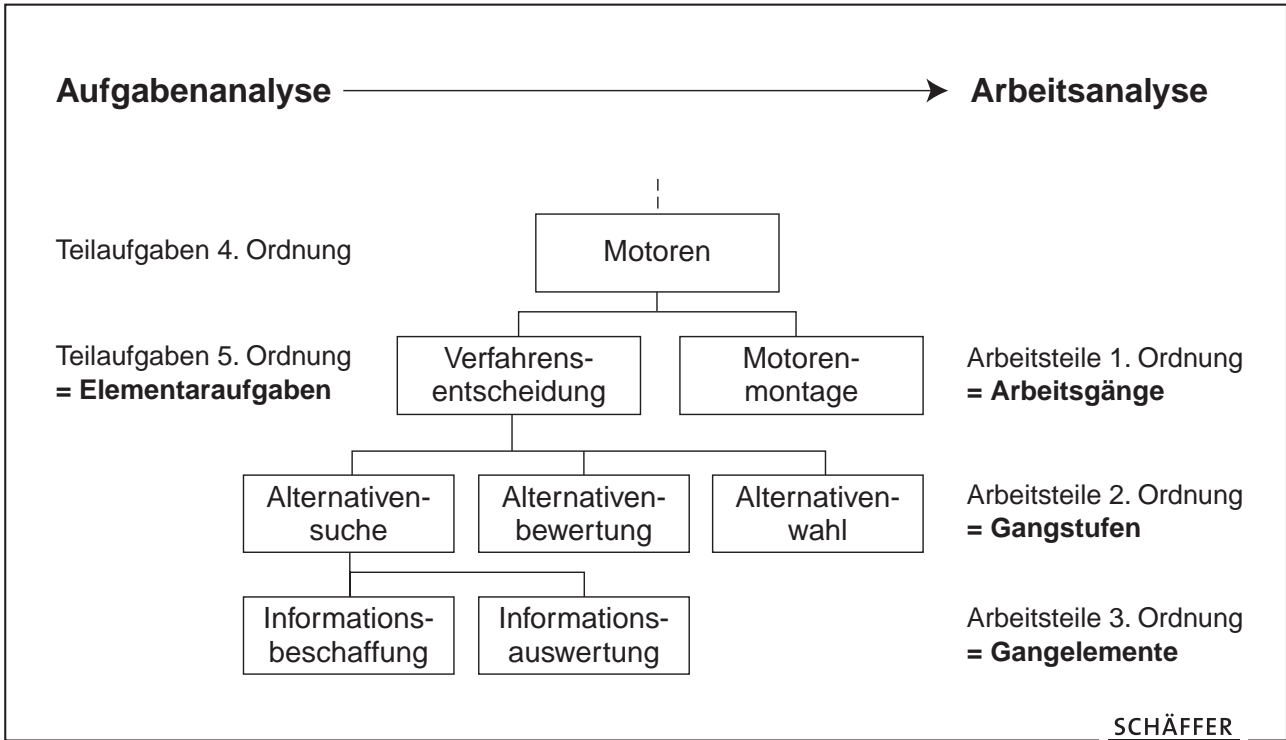 Aufgabenanalyse
Arbeitsanalyse
Teilaufgaben 4. Ordnung
Motoren
Teilaufgaben 5. Ordnung
= Elementaraufgaben
Verfahrens-
entscheidung
Motoren-
montage
Arbeitsteile 1. Ordnung
= Arbeitsgänge
Alternativen-
suche
Alternativen-
bewertung
Alternativen-
wahl
Arbeitsteile 2. Ordnung
= Gangstufen
Informations-
beschaffung
Informations-
auswertung
Arbeitsteile 3. Ordnung
= Gangelemente
SCHÄFFER